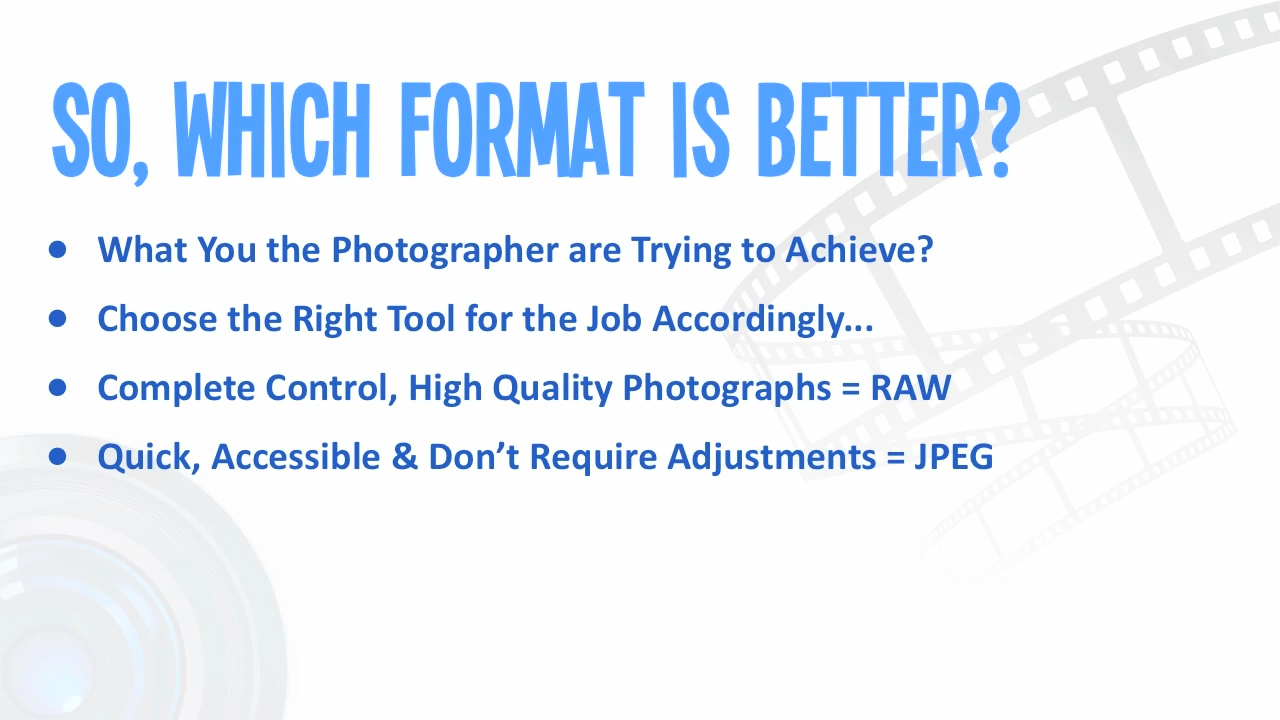 SO, WHICH FORMAT IS BETTER?
• What You the Photographer are Trying to Achieve?
• Choose the Right Tool for the Job Accordingly...
• Complete Control, High Quality Photographs = RAW
• Quick, Accessible & Don’t Require Adjustments = JPEG